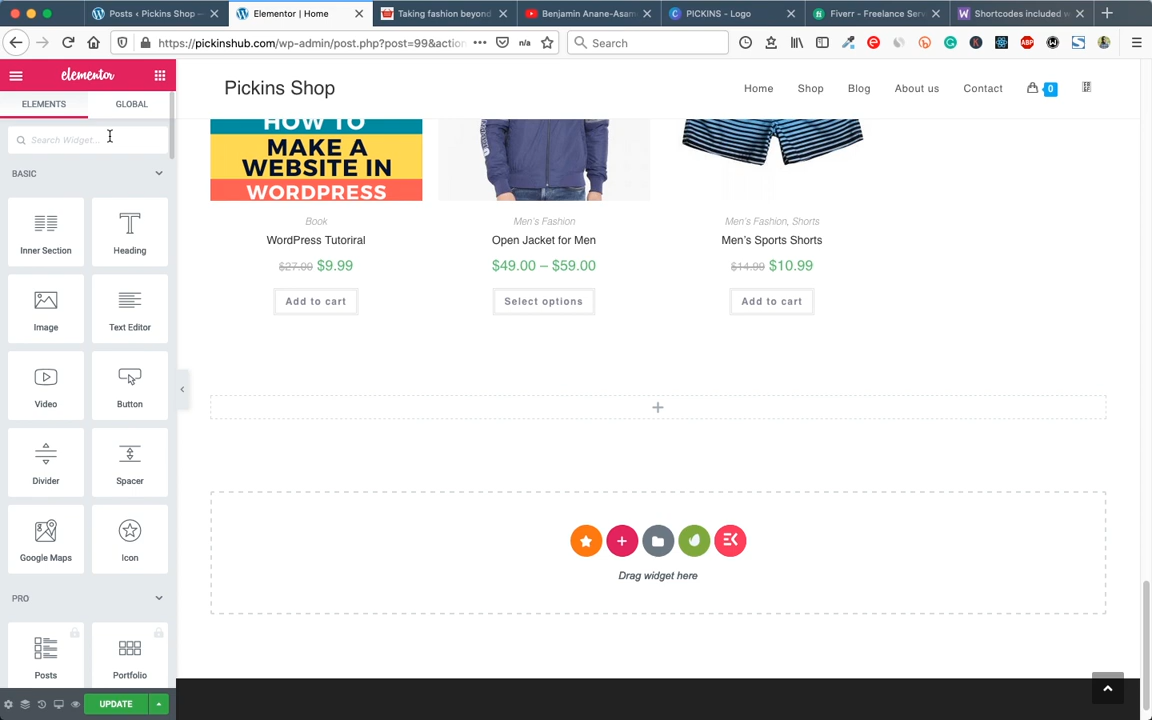 Posts ‹ Pickins Shop —
Elementor | Home
Taking fashion beyond
Benjamin Anane-Asam
PICKINS - Logo
Fiverr - Freelance Serv
Shortcodes included w
https://pickinshub.com/wp-admin/post.php?post=99&action
Search
elementor
ELEMENTS
GLOBAL
Search Widget...
BASIC
Inner Section
Heading
Image
Text Editor
Video
Button
Divider
Spacer
Google Maps
Icon
PRO
Posts
Portfolio
UPDATE
Pickins Shop
Home
Shop
Blog
About us
Contact
0
HOW TO
MAKE A
WEBSITE IN
WORDPRESS
Book
Men's Fashion
Men's Fashion, Shorts
WordPress Tutoriral
Open Jacket for Men
Men's Sports Shorts
$27.00 $9.99
$49.00 – $59.00
$14.99 $10.99
Add to cart
Select options
Add to cart
Drag widget here